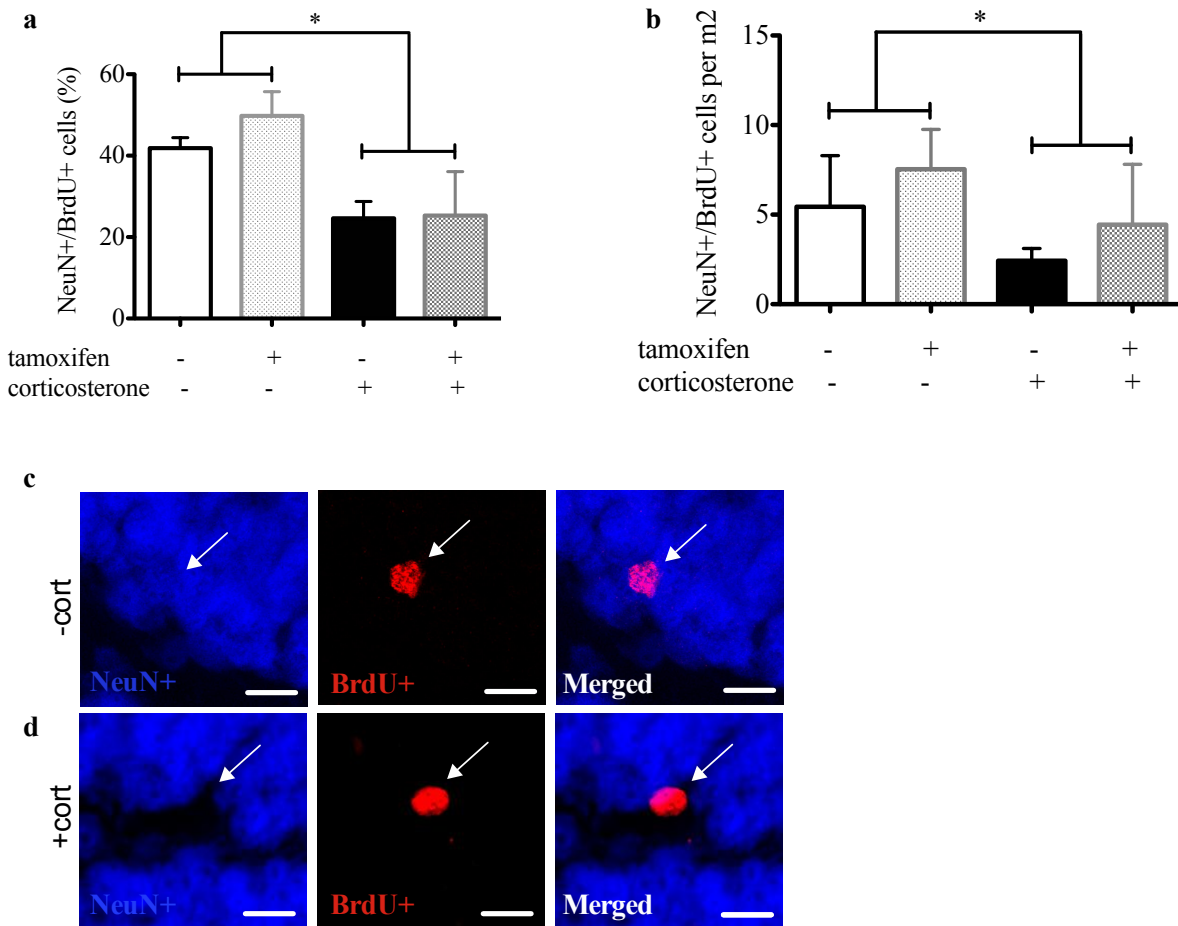 a
*
NeuN+/BrdU+ cells (%)
60
40
20
0
tamoxifen - + - +
corticosterone - - + +
b
*
NeuN+/BrdU+ cells per m2
15
10
5
0
tamoxifen - + - +
corticosterone - - + +
c
-cort
NeuN+ BrdU+ Merged
d
+cort
NeuN+ BrdU+ Merged